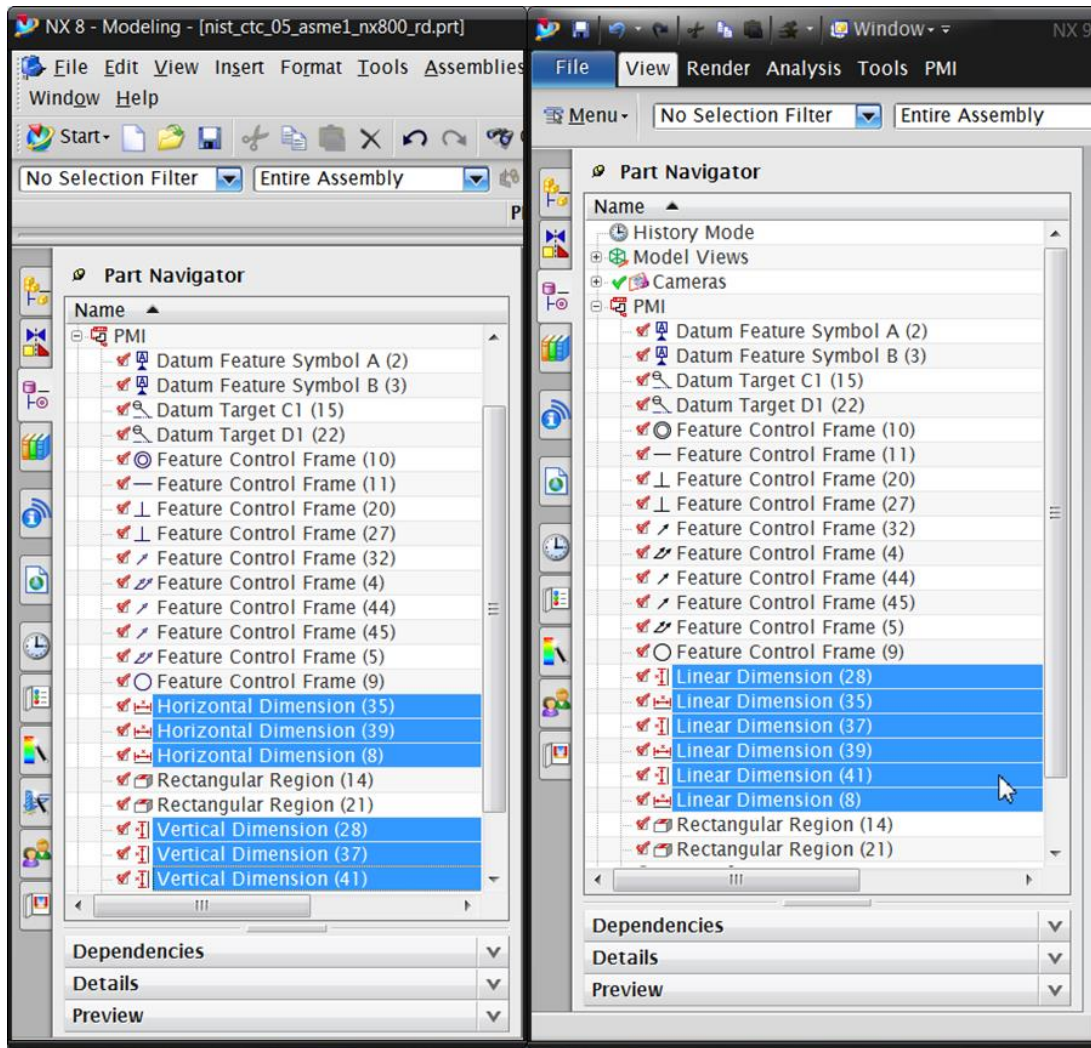 NX 8 - Modeling - [nist_ctc_05_asme1_nx800_rd.prt]
File Edit View Insert Format Tools Assemblies
Window Help
Start
No Selection Filter Entire Assembly
Part Navigator
Name
PMI
Datum Feature Symbol A (2)
Datum Feature Symbol B (3)
Datum Target C1 (15)
Datum Target D1 (22)
Feature Control Frame (10)
Feature Control Frame (11)
Feature Control Frame (20)
Feature Control Frame (27)
Feature Control Frame (32)
Feature Control Frame (4)
Feature Control Frame (44)
Feature Control Frame (45)
Feature Control Frame (5)
Feature Control Frame (9)
Horizontal Dimension (35)
Horizontal Dimension (39)
Horizontal Dimension (8)
Rectangular Region (14)
Rectangular Region (21)
Vertical Dimension (28)
Vertical Dimension (37)
Vertical Dimension (41)
Dependencies
Details
Preview
Window NX 9
File View Render Analysis Tools PMI
Menu No Selection Filter Entire Assembly
Part Navigator
Name
History Mode
Model Views
Cameras
PMI
Datum Feature Symbol A (2)
Datum Feature Symbol B (3)
Datum Target C1 (15)
Datum Target D1 (22)
Feature Control Frame (10)
Feature Control Frame (11)
Feature Control Frame (20)
Feature Control Frame (27)
Feature Control Frame (32)
Feature Control Frame (4)
Feature Control Frame (44)
Feature Control Frame (45)
Feature Control Frame (5)
Feature Control Frame (9)
Linear Dimension (28)
Linear Dimension (35)
Linear Dimension (37)
Linear Dimension (39)
Linear Dimension (41)
Linear Dimension (8)
Rectangular Region (14)
Rectangular Region (21)
Dependencies
Details
Preview